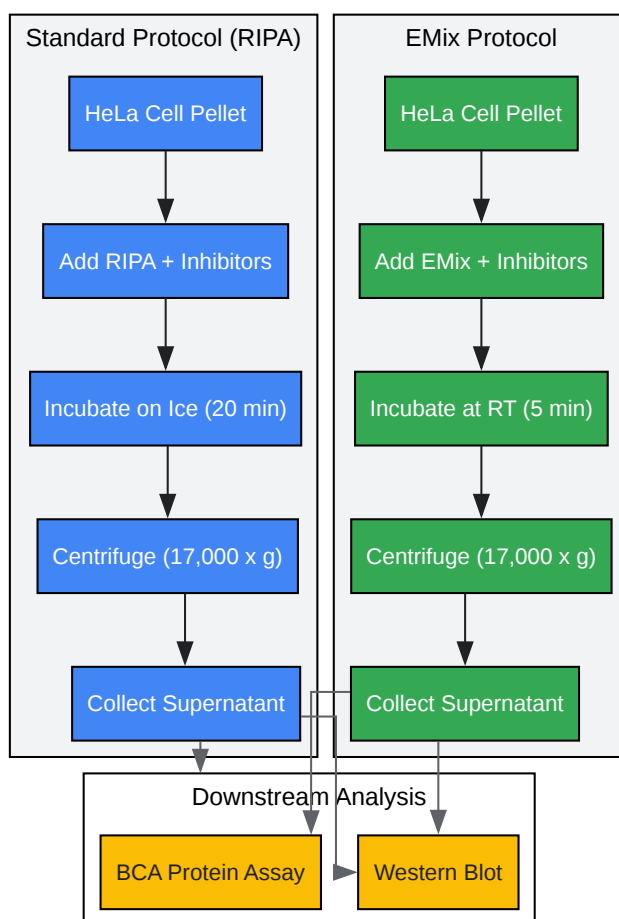 Standard Protocol (RIPA)
HeLa Cell Pellet
Add RIPA + Inhibitors
Incubate on Ice (20 min)
Centrifuge (17,000 x g)
Collect Supernatant
EMix Protocol
HeLa Cell Pellet
Add EMix + Inhibitors
Incubate at RT (5 min)
Centrifuge (17,000 x g)
Collect Supernatant
Downstream Analysis
BCA Protein Assay
Western Blot